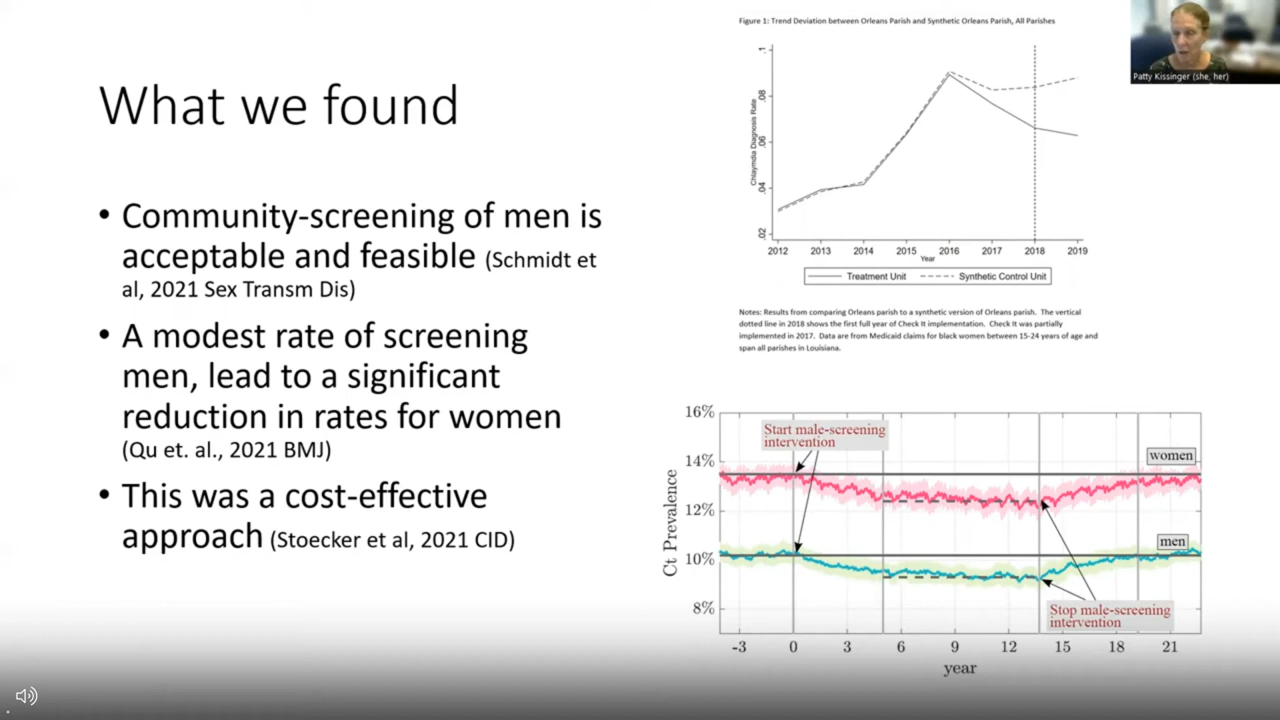 What we found
• Community-screening of men is
acceptable and feasible (Schmidt et
al, 2021 Sex Transm Dis)
• A modest rate of screening
men, lead to a significant
reduction in rates for women
(Qu et. al., 2021 BMJ)
• This was a cost-effective
approach (Stoecker et al, 2021 CID)
Figure 1: Trend Deviation between Orleans Parish and Synthetic Orleans Parish, All Parishes
.1
.08
.06
.04
.02
Chlaymdia Diagnosis Rate
2012 2013 2014 2015 2016 2017 2018 2019
Year
Treatment Unit Synthetic Control Unit
Notes: Results from comparing Orleans parish to a synthetic version of Orleans parish. The vertical
dotted line in 2018 shows the first full year of Check It implementation. Check It was partially
implemented in 2017. Data are from Medicaid claims for black women between 15-24 years of age and
span all parishes in Louisiana.
Patty Kissinger (she, her)
16%
14%
12%
10%
8%
Ct Prevalence
Start male-screening
intervention
women
men
Stop male-screening
intervention
-3 0 3 6 9 12 15 18 21
year